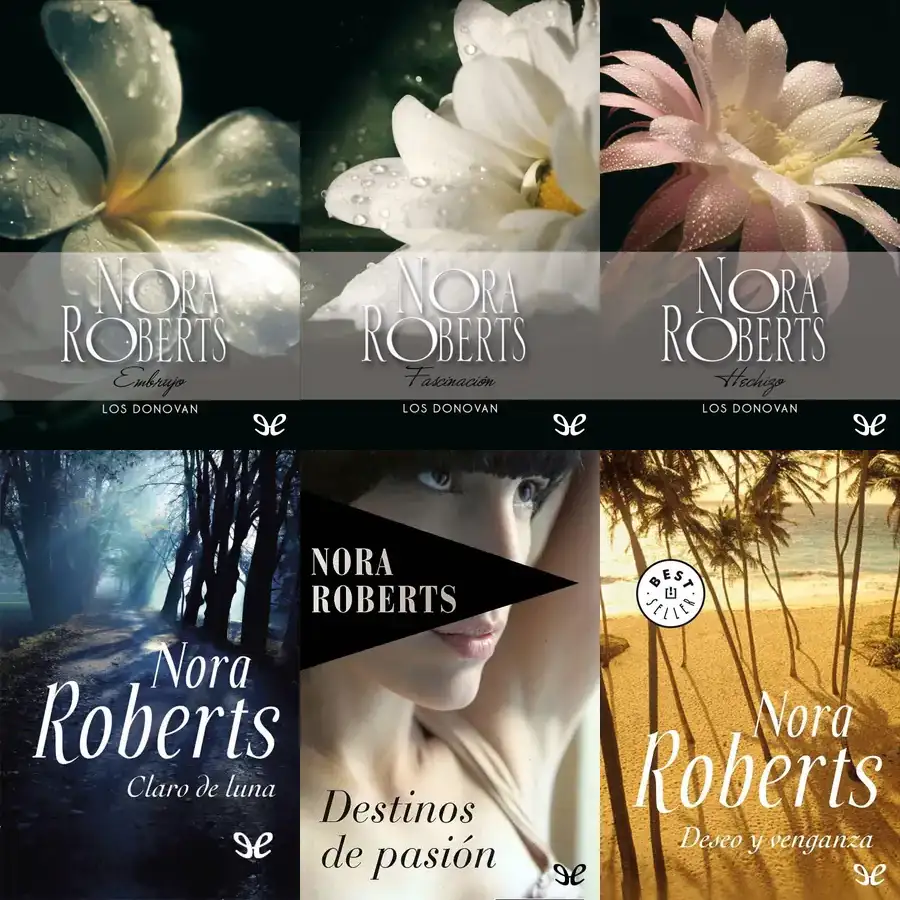 NORA
ROBERTS
Embrujo
LOS DONOVAN
NORA
ROBERTS
Fascinación
LOS DONOVAN
NORA
ROBERTS
Hechizo
LOS DONOVAN
Nora
Roberts
Claro de luna
NORA
ROBERTS
Destinos
de pasión
BEST
SELLER
Nora
Roberts
Deseo y venganza